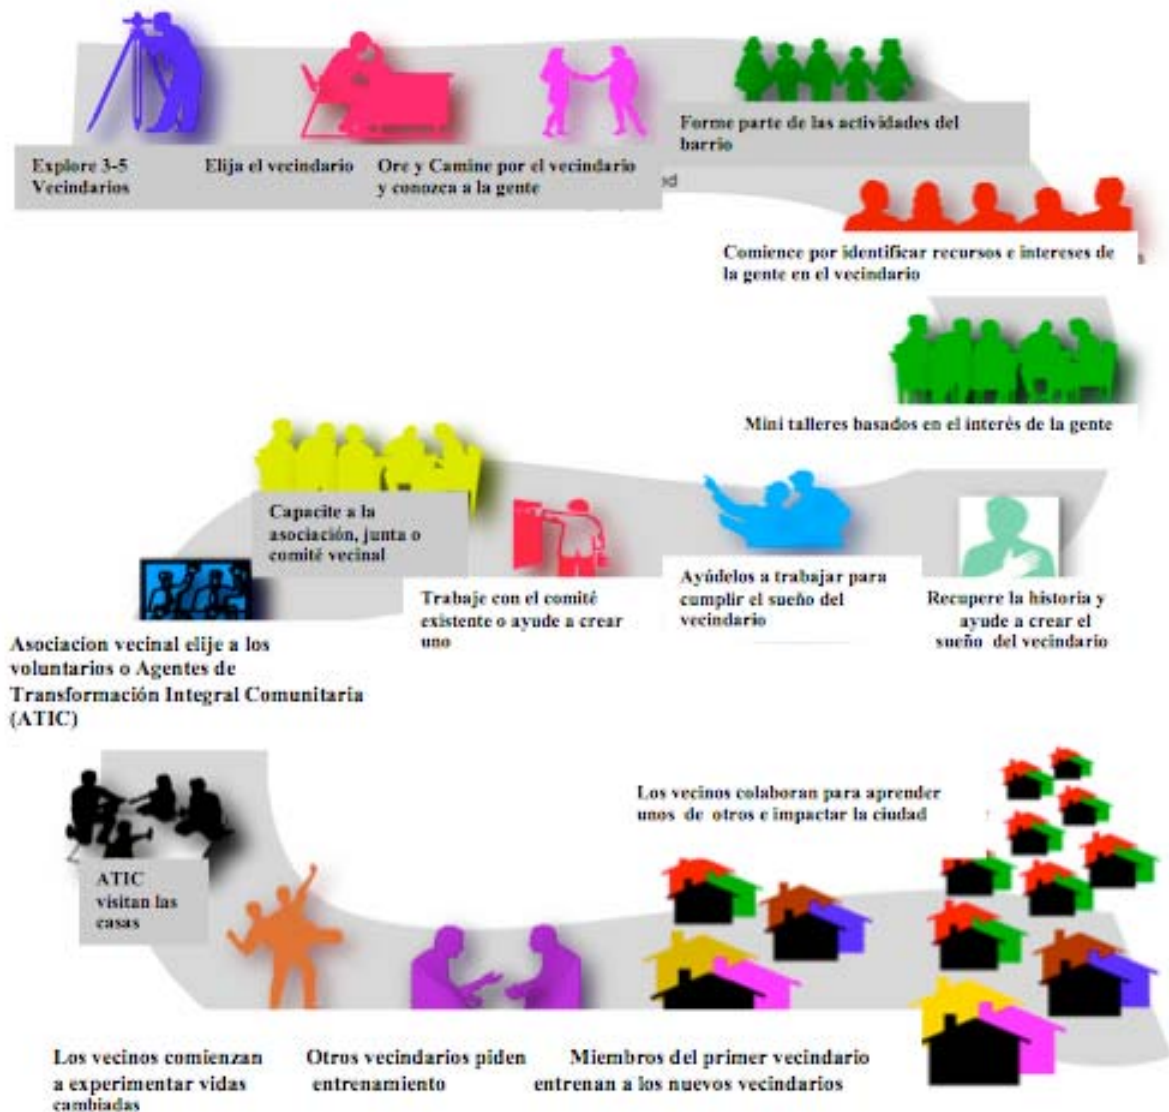 Explore 3-5
Vecindarios
Elija el vecindario
Ore y Camine por el vecindario
y conozca a la gente
Forme parte de las actividades del
barrio
Comience por identificar recursos e intereses de
la gente en el vecindario
Mini talleres basados en el interés de la gente
Recupere la historia y
ayude a crear el
sueño del vecindario
Ayúdelos a trabajar para
cumplir el sueño del
vecindario
Trabaje con el comité
existente o ayude a crear
uno
Capacite a la
asociación, junta o
comité vecinal
Asociacion vecinal elije a los
voluntarios o Agentes de
Transformación Integral Comunitaria
(ATIC)
ATIC
visitan las
casas
Los vecinos comienzan
a experimentar vidas
cambiadas
Otros vecindarios piden
entrenamiento
Miembros del primer vecindario
entrenan a los nuevos vecindarios
Los vecinos colaboran para aprender
unos de otros e impactar la ciudad